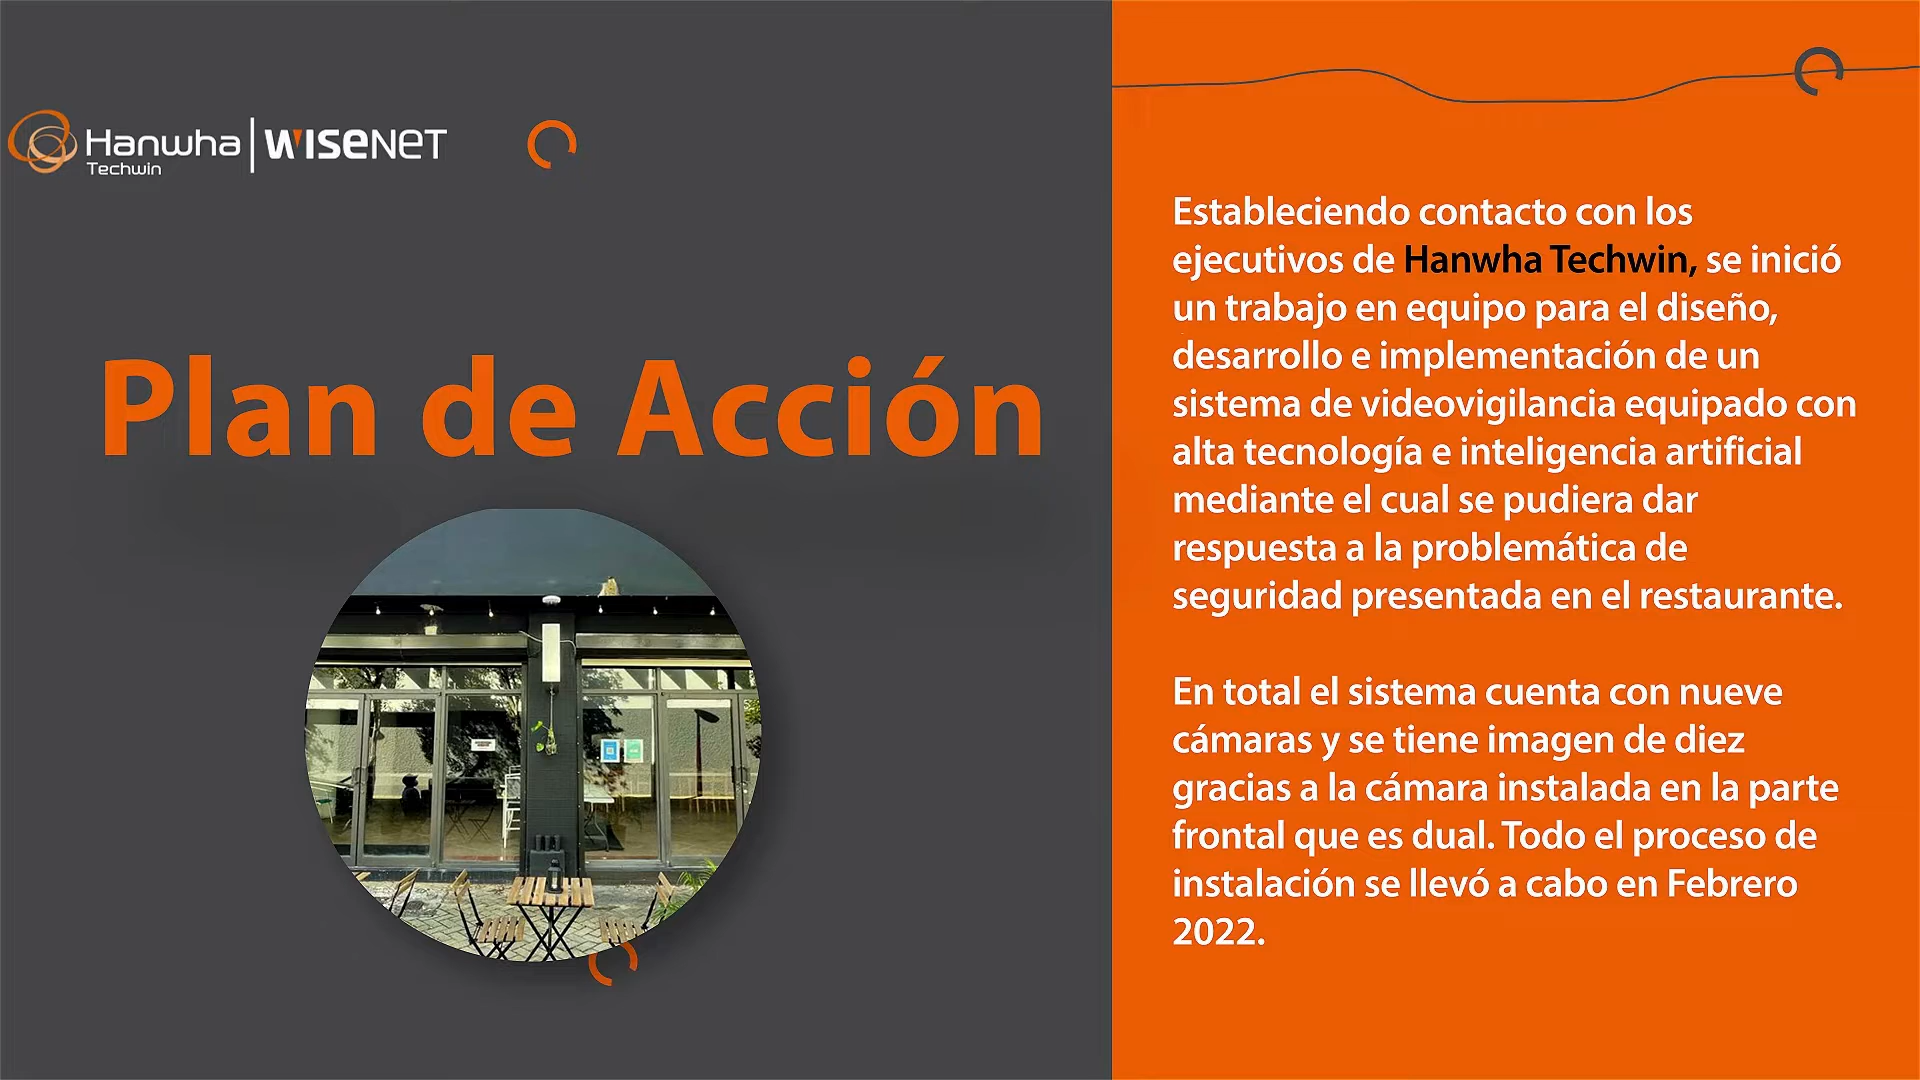 Hanwha | WISENET
Techwin
Plan de Acción
Estableciendo contacto con los
ejecutivos de Hanwha Techwin, se inició
un trabajo en equipo para el diseño,
desarrollo e implementación de un
sistema de videovigilancia equipado con
alta tecnología e inteligencia artificial
mediante el cual se pudiera dar
respuesta a la problemática de
seguridad presentada en el restaurante.
En total el sistema cuenta con nueve
cámaras y se tiene imagen de diez
gracias a la cámara instalada en la parte
frontal que es dual. Todo el proceso de
instalación se llevó a cabo en Febrero
2022.